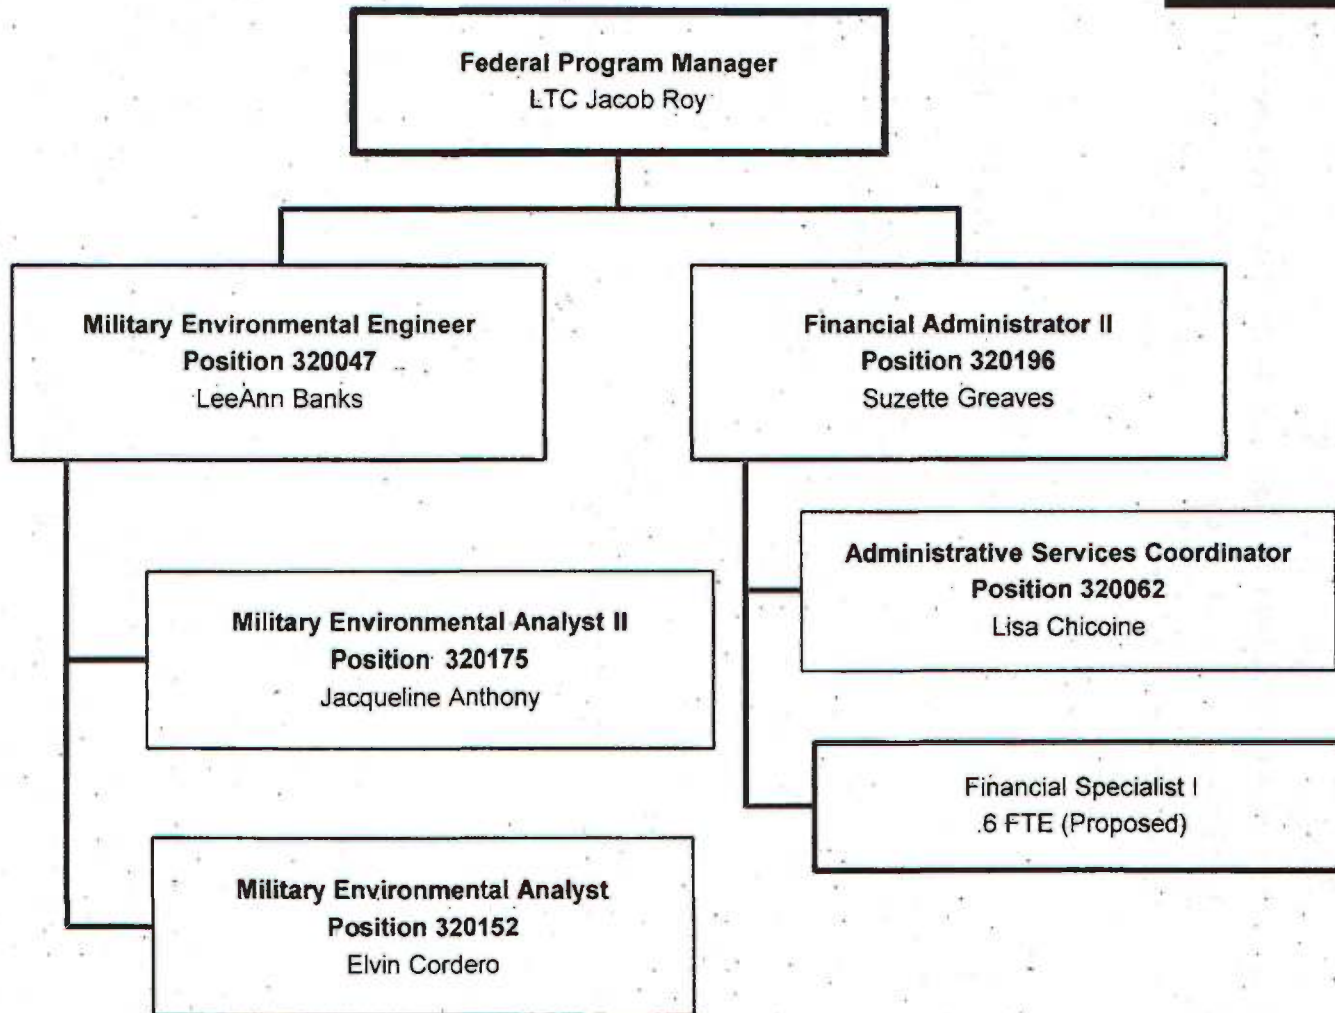 Federal Program Manager
LTC Jacob Roy
Military Environmental Engineer
Position 320047
LeeAnn Banks
Financial Administrator II
Position 320196
Suzette Greaves
Administrative Services Coordinator
Position 320062
Lisa Chicoine
Military Environmental Analyst II
Position 320175
Jacqueline Anthony
Financial Specialist I
.6 FTE (Proposed)
Military Environmental Analyst
Position 320152
Elvin Cordero